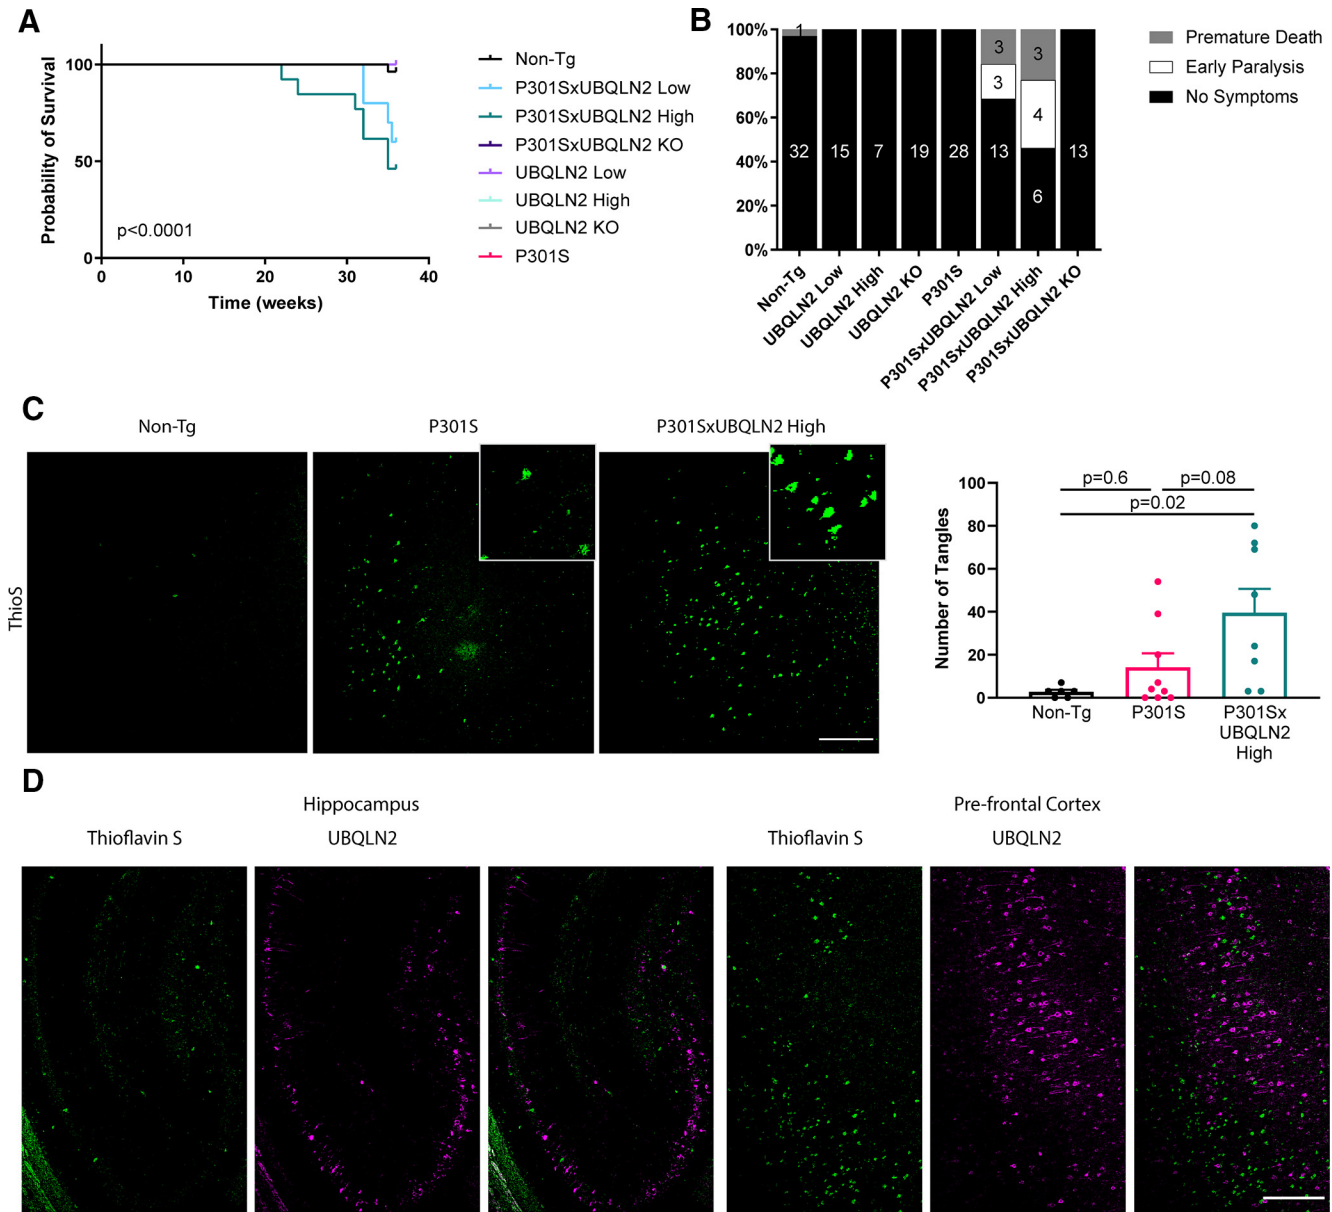 A
Probability of Survival
100
50
0
p<0.0001
0 10 20 30 40
Time (weeks)
Non-Tg
P301SxUBQLN2 Low
P301SxUBQLN2 High
P301SxUBQLN2 KO
UBQLN2 Low
UBQLN2 High
UBQLN2 KO
P301S
B
100%
80%
60%
40%
20%
0%
1
3
3
3
4
32 15 7 19 28 13 6 13
Non-Tg
UBQLN2 Low
UBQLN2 High
UBQLN2 KO
P301S
P301SxUBQLN2 Low
P301SxUBQLN2 High
P301SxUBQLN2 KO
Premature Death
Early Paralysis
No Symptoms
C
Non-Tg
P301S
P301SxUBQLN2 High
ThioS
Number of Tangles
100
80
60
40
20
0
p=0.6
p=0.08
p=0.02
Non-Tg
P301S
P301Sx
UBQLN2
High
D
Hippocampus
Thioflavin S
UBQLN2
Pre-frontal Cortex
Thioflavin S
UBQLN2